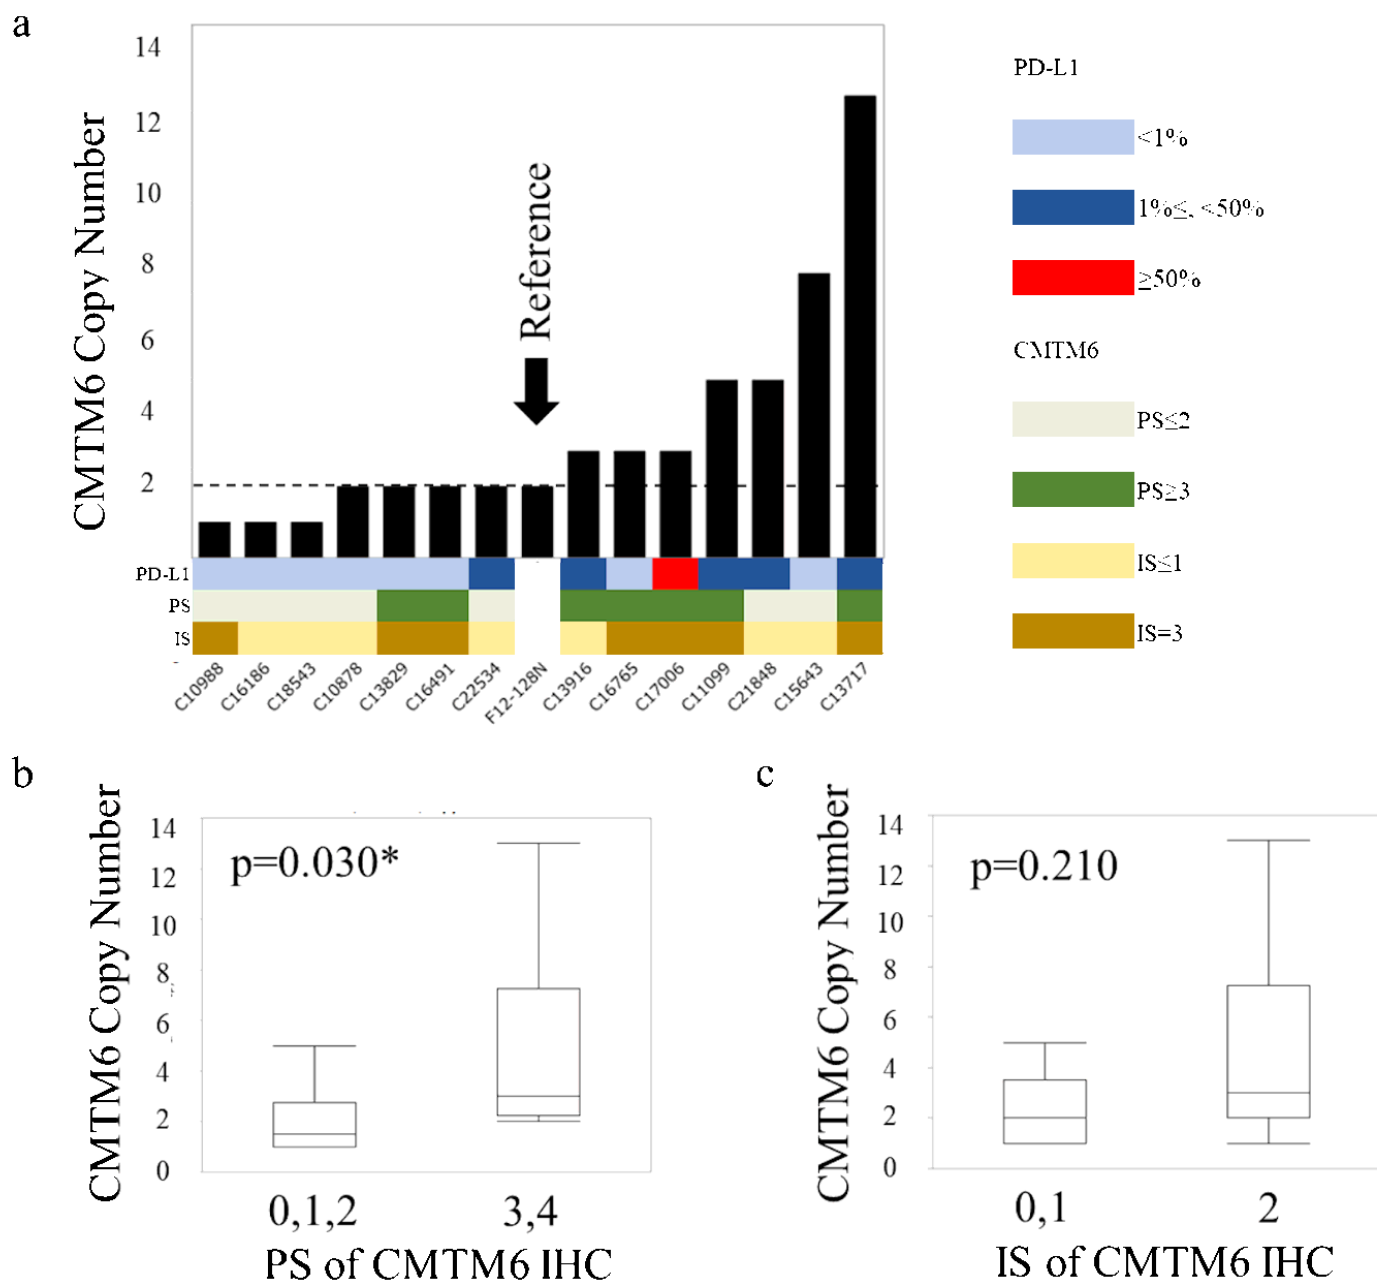 a
CMTM6 Copy Number
14
12
10
8
6
4
2
Reference
PD-L1
PS
IS
C10988
C16186
C18543
C10878
C13829
C16491
C22534
F12-128N
C13916
C16765
C17006
C11099
C21848
C15643
C13717
PD-L1
<1%
1%≤, <50%
≥50%
CMTM6
PS≤2
PS≥3
IS≤1
IS=3
b
CMTM6 Copy Number
14
12
10
8
6
4
2
0
p=0.030*
0,1,2
3,4
PS of CMTM6 IHC
c
CMTM6 Copy Number
14
12
10
8
6
4
2
0
p=0.210
0,1
2
IS of CMTM6 IHC